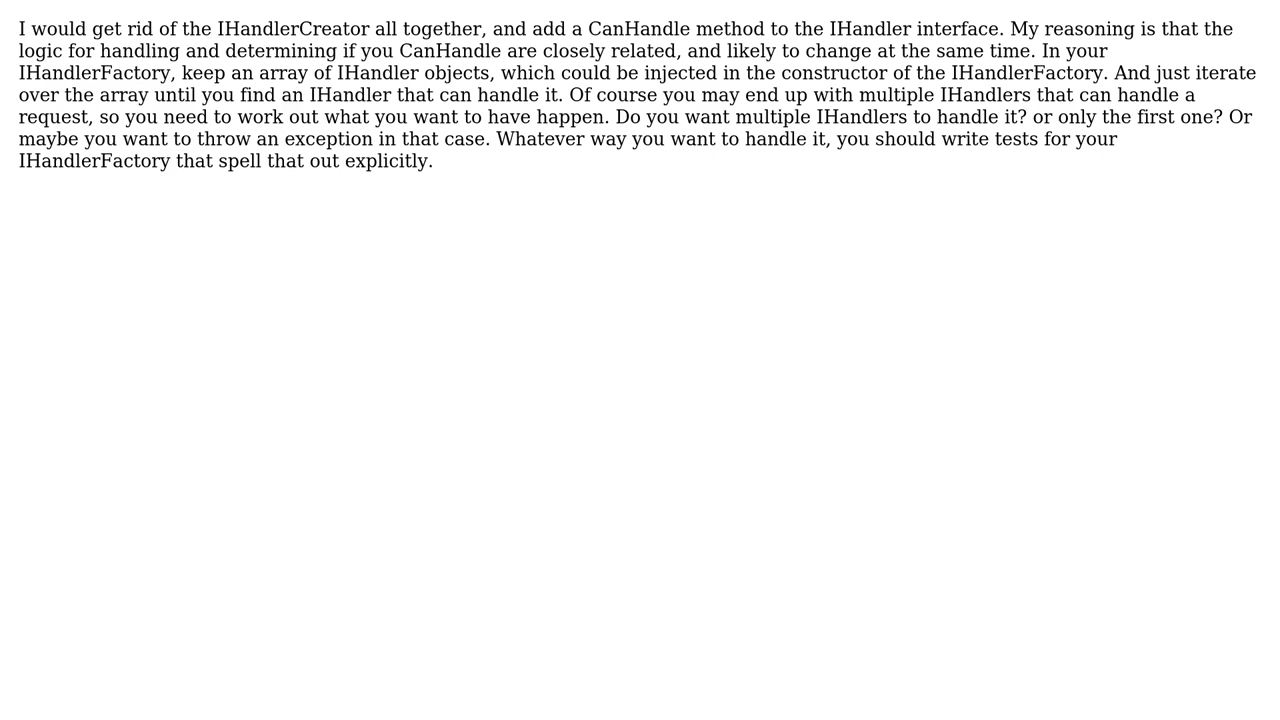 I would get rid of the IHandlerCreator all together, and add a CanHandle method to the IHandler interface. My reasoning is that the
logic for handling and determining if you CanHandle are closely related, and likely to change at the same time. In your
IHandlerFactory, keep an array of IHandler objects, which could be injected in the constructor of the IHandlerFactory. And just iterate
over the array until you find an IHandler that can handle it. Of course you may end up with multiple IHandlers that can handle a
request, so you need to work out what you want to have happen. Do you want multiple IHandlers to handle it? or only the first one? Or
maybe you want to throw an exception in that case. Whatever way you want to handle it, you should write tests for your
IHandlerFactory that spell that out explicitly.